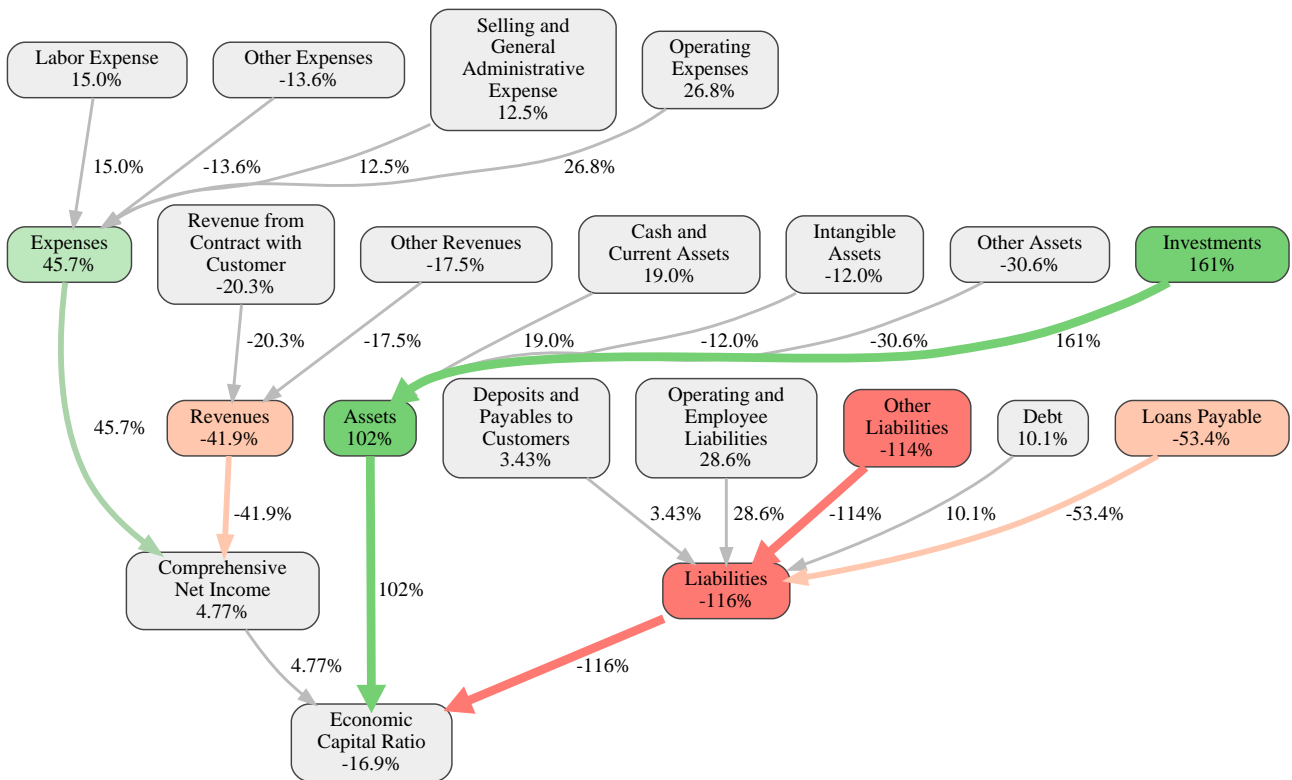 Labor Expense
15.0%
Other Expenses
-13.6%
Selling and
General
Administrative
Expense
12.5%
Operating
Expenses
26.8%
15.0%
-13.6%
12.5%
26.8%
Expenses
45.7%
Revenue from
Contract with
Customer
-20.3%
Other Revenues
-17.5%
Cash and
Current Assets
19.0%
Intangible
Assets
-12.0%
Other Assets
-30.6%
Investments
161%
-20.3%
-17.5%
19.0%
-12.0%
-30.6%
161%
45.7%
Revenues
-41.9%
Assets
102%
Deposits and
Payables to
Customers
3.43%
Operating and
Employee
Liabilities
28.6%
Other
Liabilities
-114%
Debt
10.1%
Loans Payable
-53.4%
-41.9%
3.43%
28.6%
-114%
10.1%
-53.4%
Comprehensive
Net Income
4.77%
102%
Liabilities
-116%
4.77%
-116%
Economic
Capital Ratio
-16.9%